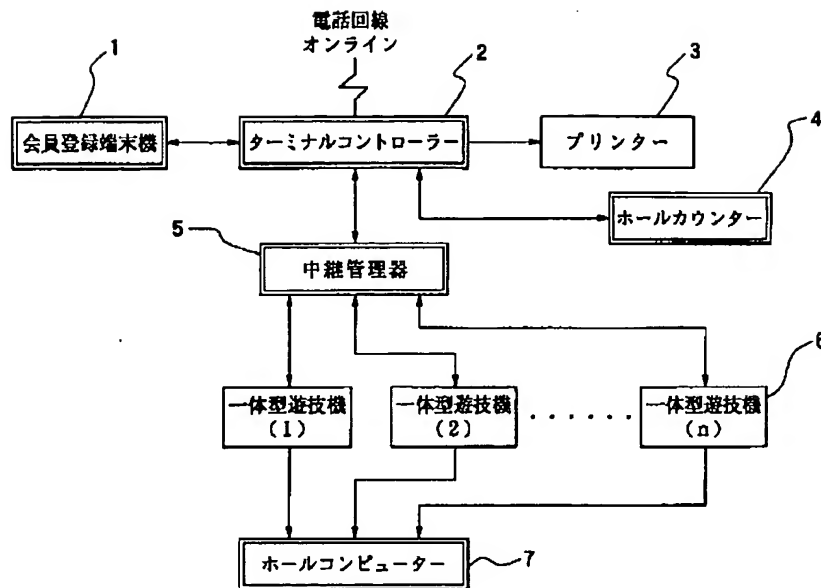 電話回線
オンライン
1
2
3
会員登録端末機
ターミナルコントローラー
プリンター
4
ホールカウンター
5
中継管理器
6
一体型遊技機
(1)
一体型遊技機
(2)
・・・・・・
一体型遊技機
(n)
ホールコンピューター
7